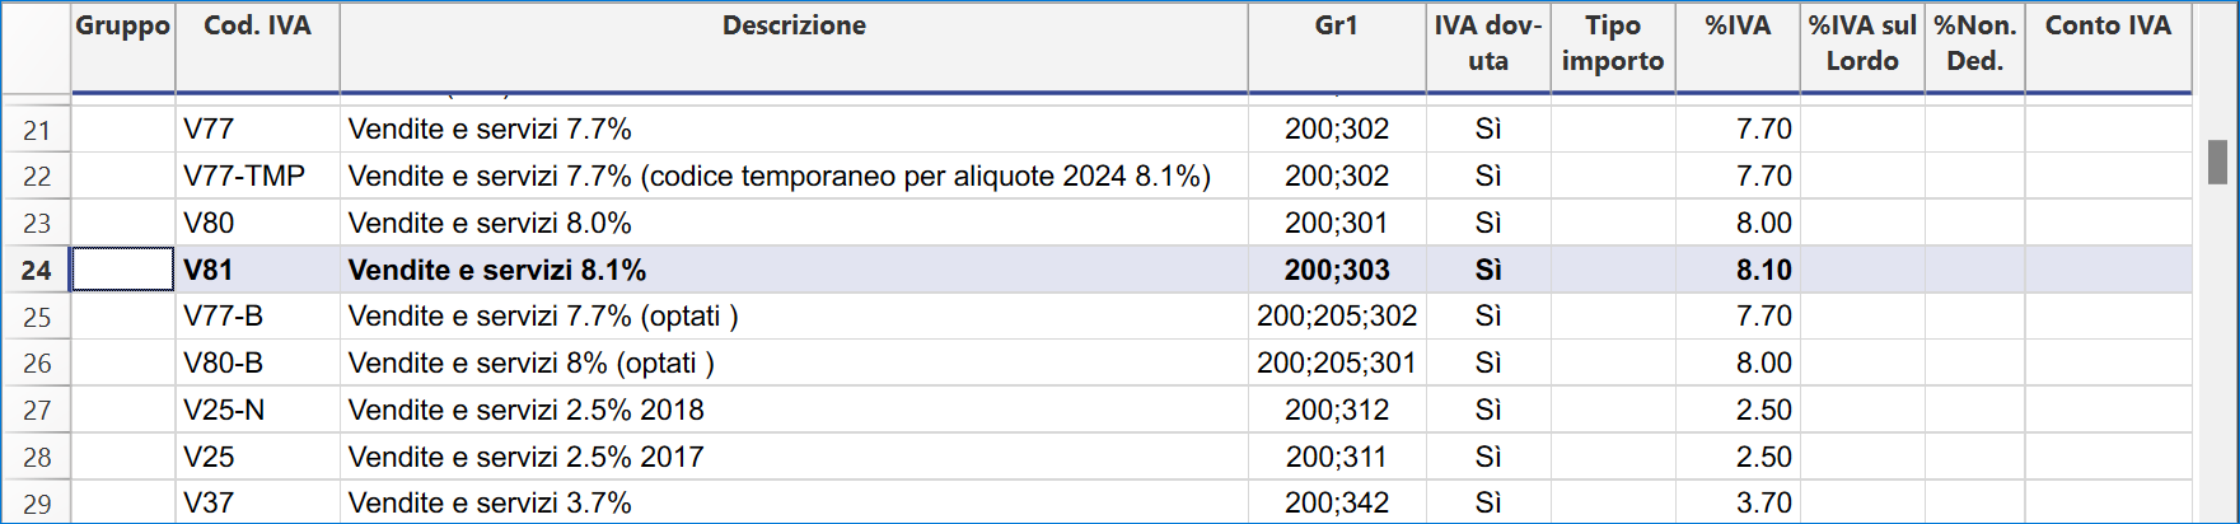 Gruppo Cod. IVA Descrizione Gr1 IVA dov-uta Tipo importo %IVA %IVA sul Lordo %Non. Ded. Conto IVA
21 V77 Vendite e servizi 7.7% 200;302 Sì 7.70
22 V77-TMP Vendite e servizi 7.7% (codice temporaneo per aliquote 2024 8.1%) 200;302 Sì 7.70
23 V80 Vendite e servizi 8.0% 200;301 Sì 8.00
24 V81 Vendite e servizi 8.1% 200;303 Sì 8.10
25 V77-B Vendite e servizi 7.7% (optati ) 200;205;302 Sì 7.70
26 V80-B Vendite e servizi 8% (optati ) 200;205;301 Sì 8.00
27 V25-N Vendite e servizi 2.5% 2018 200;312 Sì 2.50
28 V25 Vendite e servizi 2.5% 2017 200;311 Sì 2.50
29 V37 Vendite e servizi 3.7% 200;342 Sì 3.70